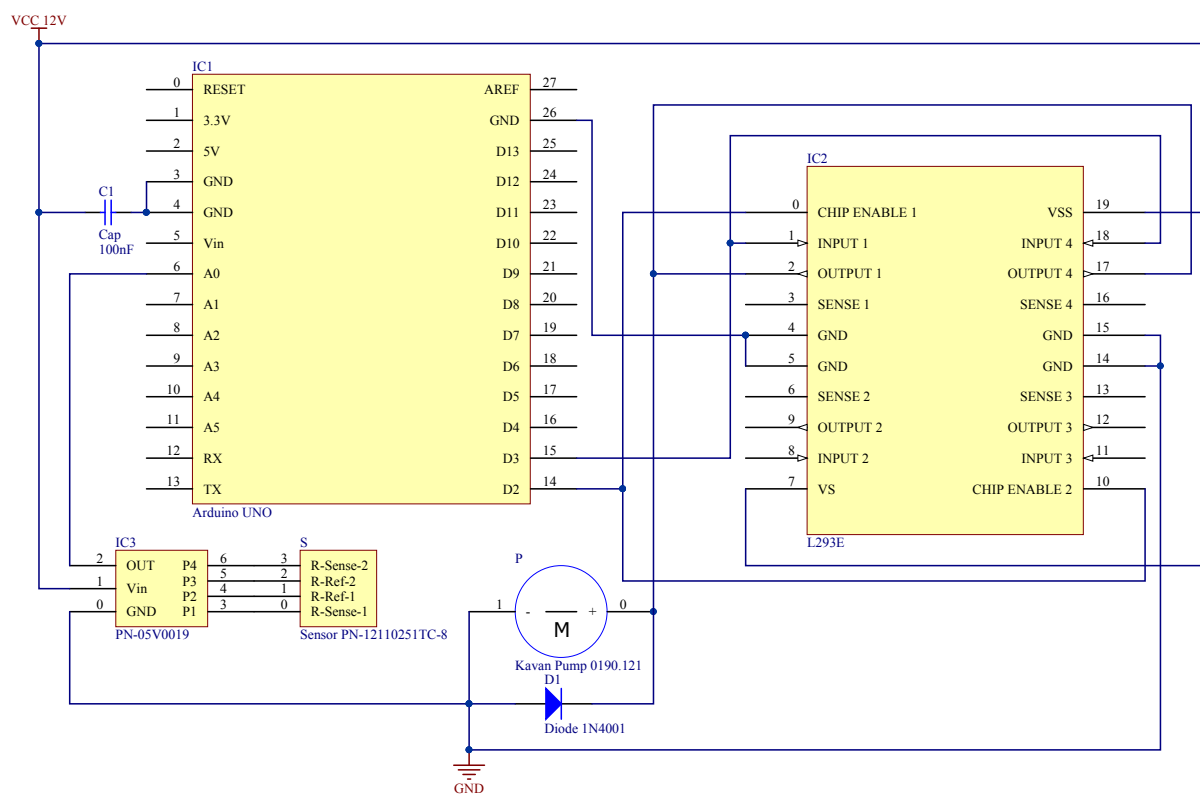 VCC 12V
IC1
0 RESET AREF 27
1 3.3V GND 26
2 5V D13 25
3 GND D12 24
4 GND D11 23
5 Vin D10 22
6 A0 D9 21
7 A1 D8 20
8 A2 D7 19
9 A3 D6 18
10 A4 D5 17
11 A5 D4 16
12 RX D3 15
13 TX D2 14
Arduino UNO
C1
Cap
100nF
IC2
0 CHIP ENABLE 1 VSS 19
1 INPUT 1 INPUT 4 18
2 OUTPUT 1 OUTPUT 4 17
3 SENSE 1 SENSE 4 16
4 GND GND 15
5 GND GND 14
6 SENSE 2 SENSE 3 13
9 OUTPUT 2 OUTPUT 3 12
8 INPUT 2 INPUT 3 11
7 VS CHIP ENABLE 2 10
L293E
IC3
2 OUT P4 6
1 Vin P3 5
P2 4
0 GND P1 3
PN-05V0019
S
3 R-Sense-2
2 R-Ref-2
1 R-Ref-1
0 R-Sense-1
Sensor PN-12110251TC-8
P
1 - + 0
M
Kavan Pump 0190.121
D1
Diode 1N4001
GND